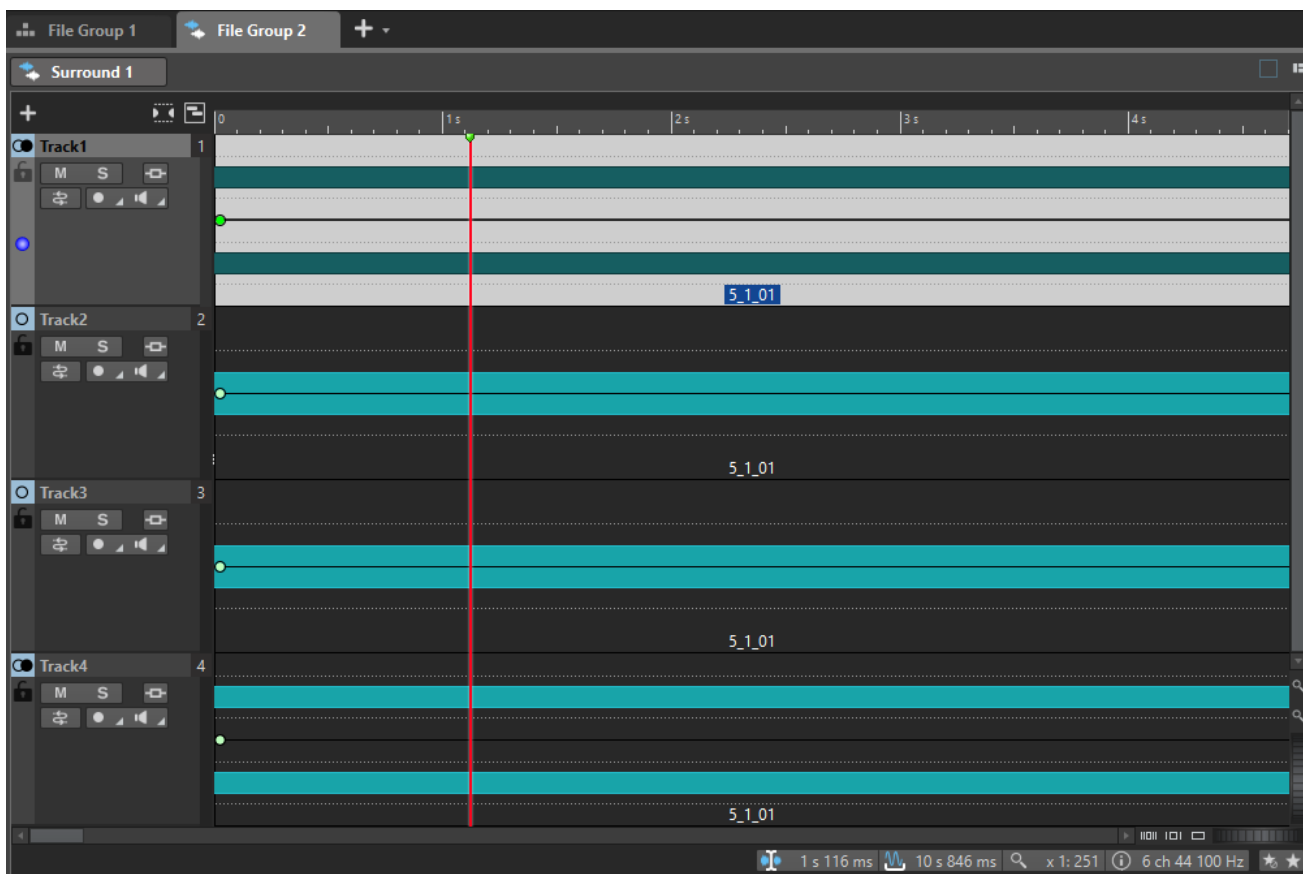 File Group 1 File Group 2
Surround 1
0 1 s 2 s 3 s 4 s
Track1 1
M S
5_1_01
Track2 2
M S
5_1_01
Track3 3
M S
5_1_01
Track4 4
M S
5_1_01
1 s 116 ms 10 s 846 ms x 1: 251 6 ch 44 100 Hz